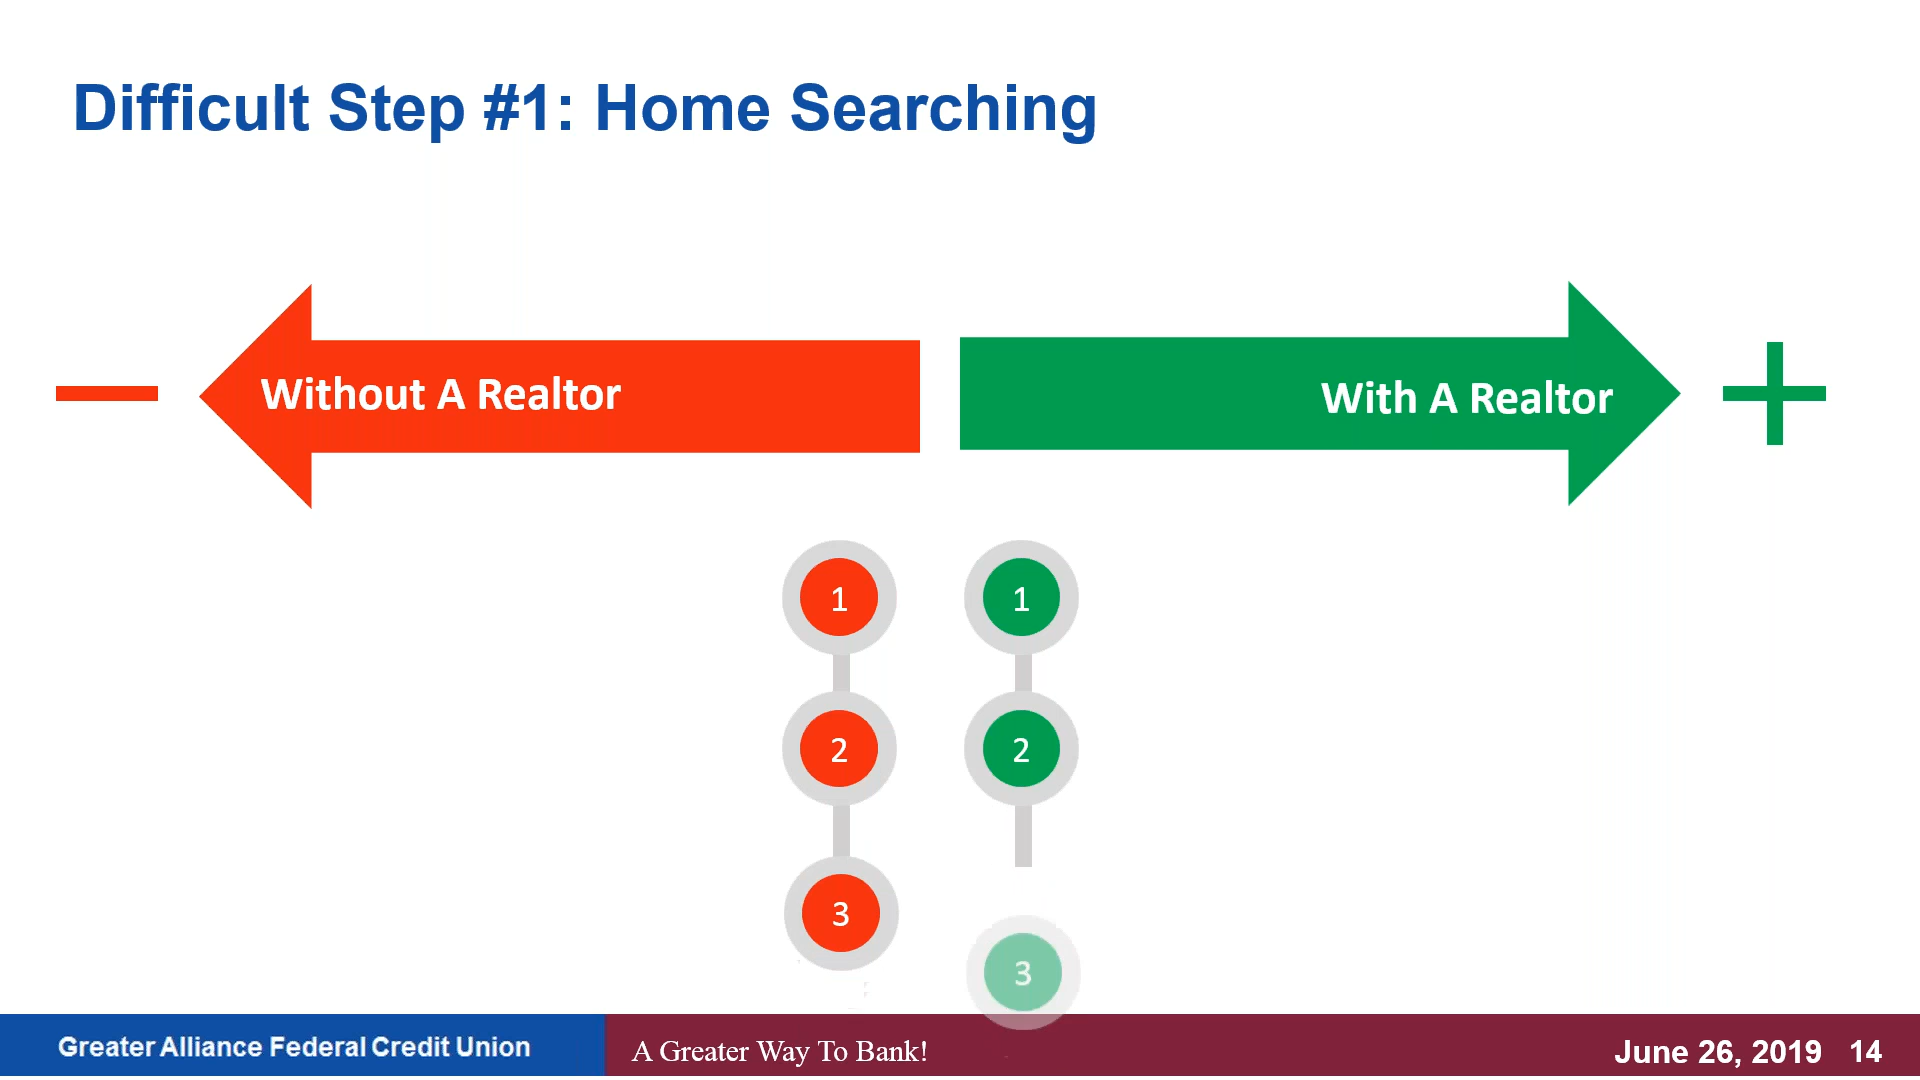 Difficult Step #1: Home Searching
Without A Realtor
With A Realtor
1
1
2
2
3
3
Greater Alliance Federal Credit Union
A Greater Way To Bank!
June 26, 2019 14